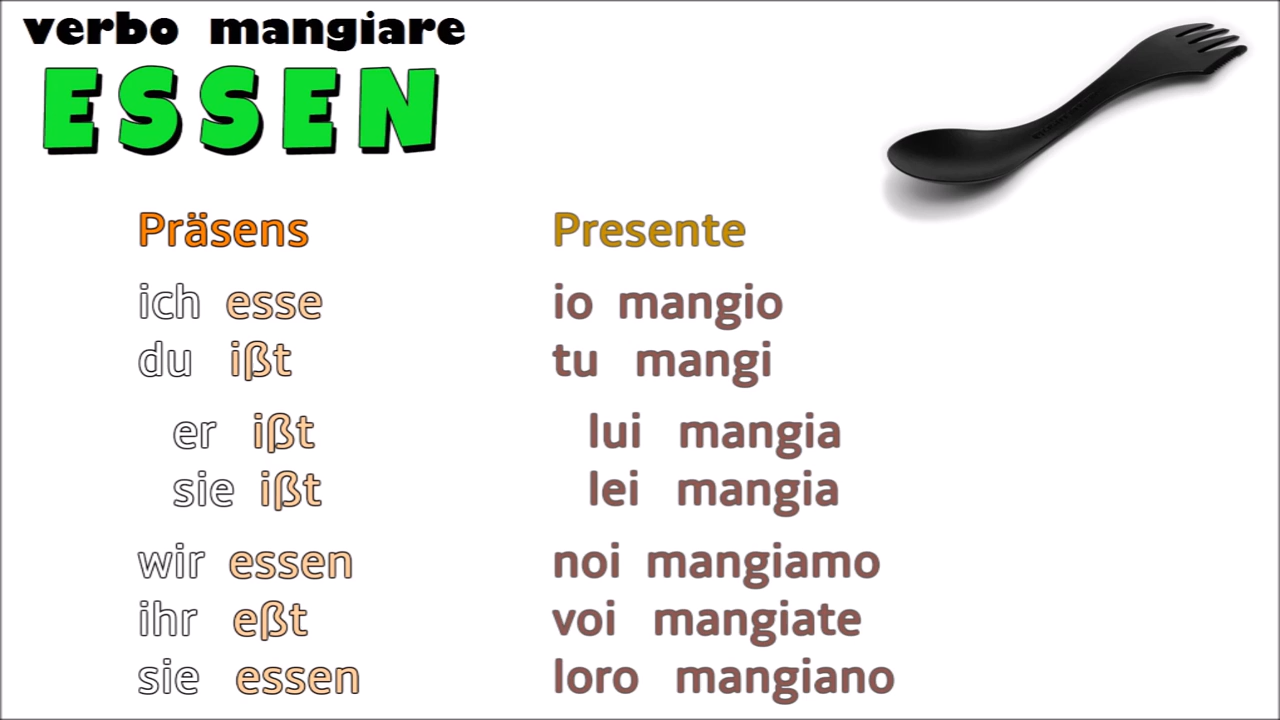 verbo mangiare
ESSEN
Präsens
ich esse
du ißt
er ißt
sie ißt
wir essen
ihr eßt
sie essen
Presente
io mangio
tu mangi
lui mangia
lei mangia
noi mangiamo
voi mangiate
loro mangiano